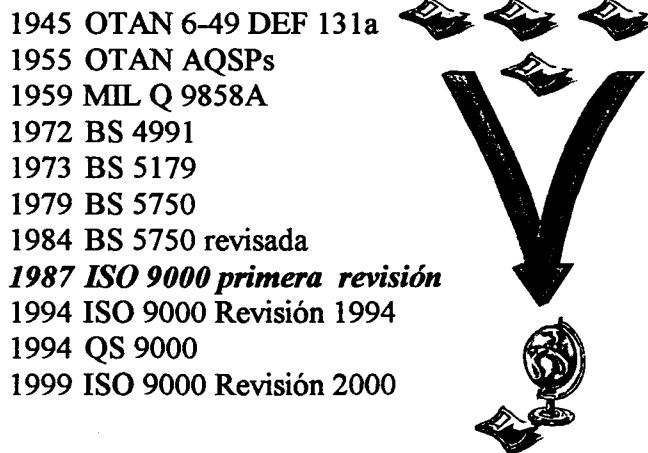 1945 OTAN 6-49 DEF 131a
1955 OTAN AQSPs
1959 MIL Q 9858A
1972 BS 4991
1973 BS 5179
1979 BS 5750
1984 BS 5750 revisada
1987 ISO 9000 primera revisión
1994 ISO 9000 Revisión 1994
1994 QS 9000
1999 ISO 9000 Revisión 2000